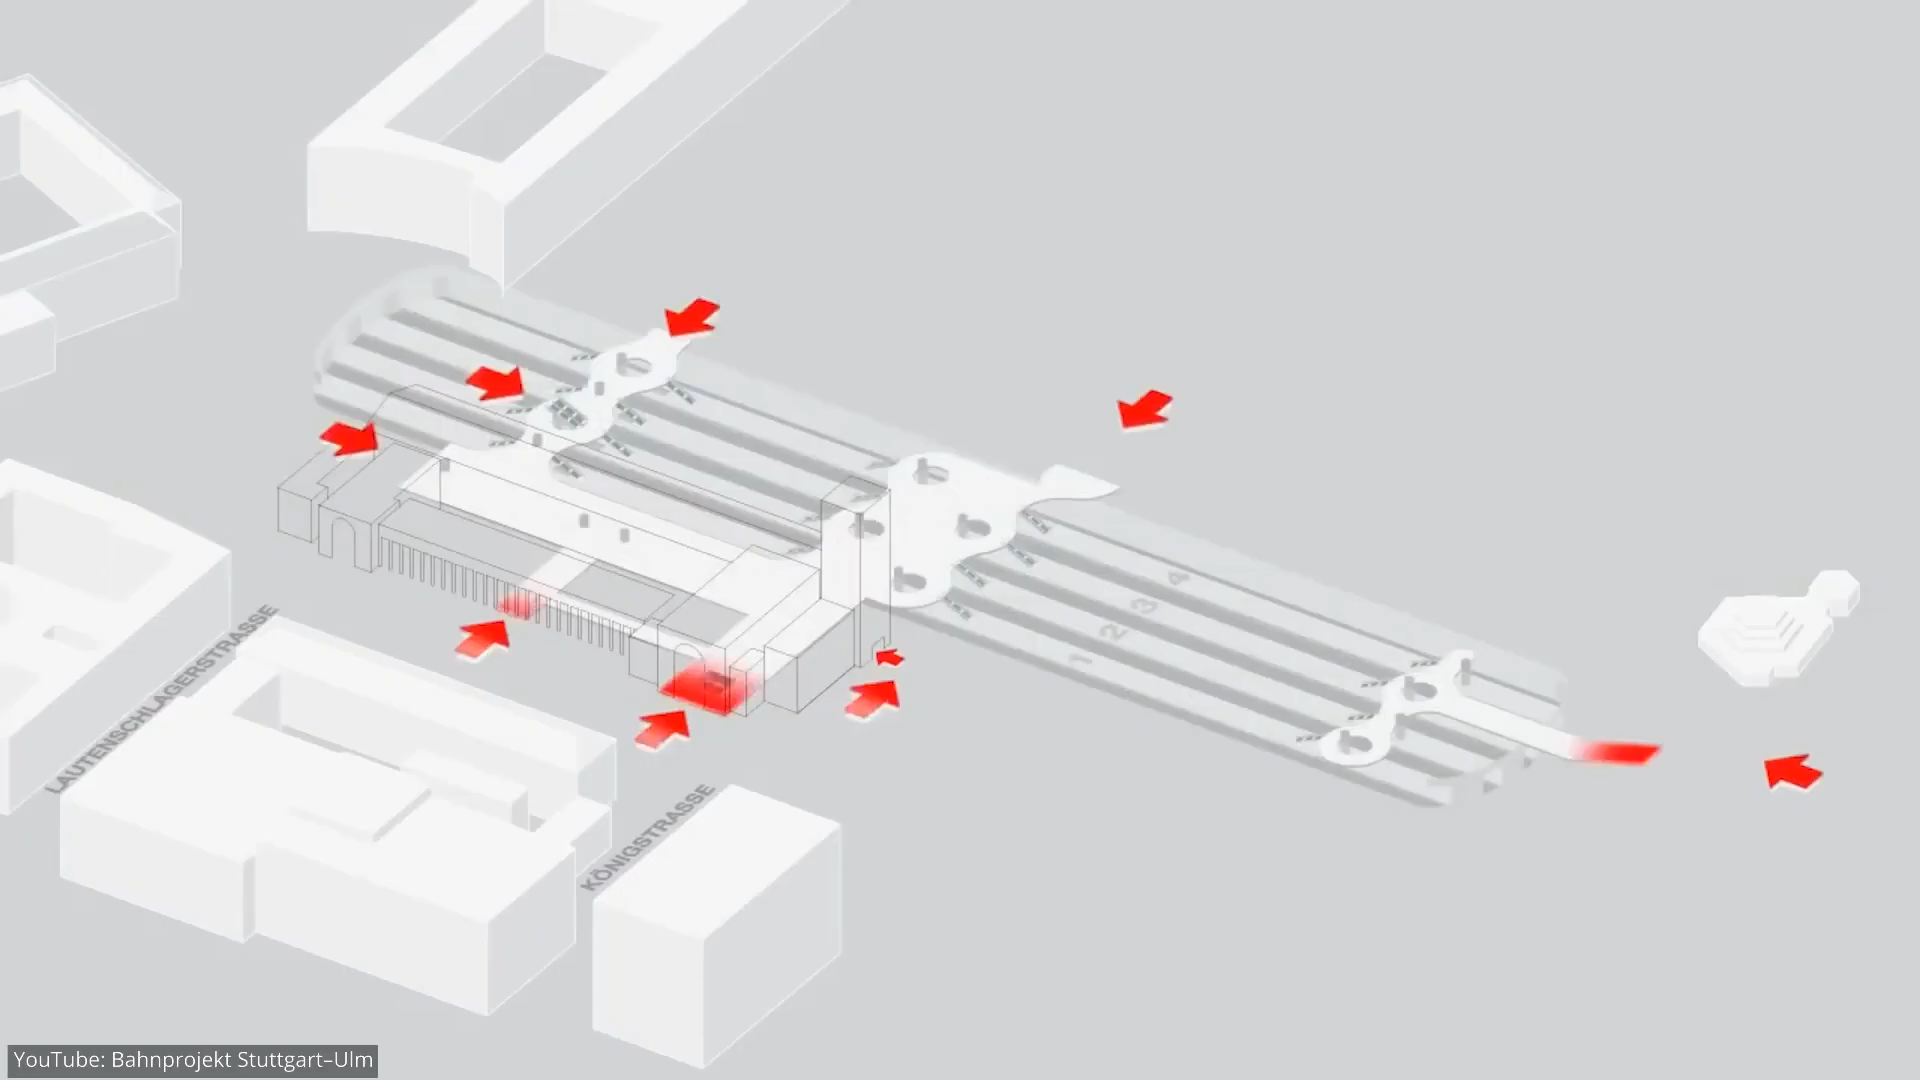 4
3
2
1
LAUTENSCHLAGERSTRASSE
KÖNIGSTRASSE
YouTube: Bahnprojekt Stuttgart–Ulm